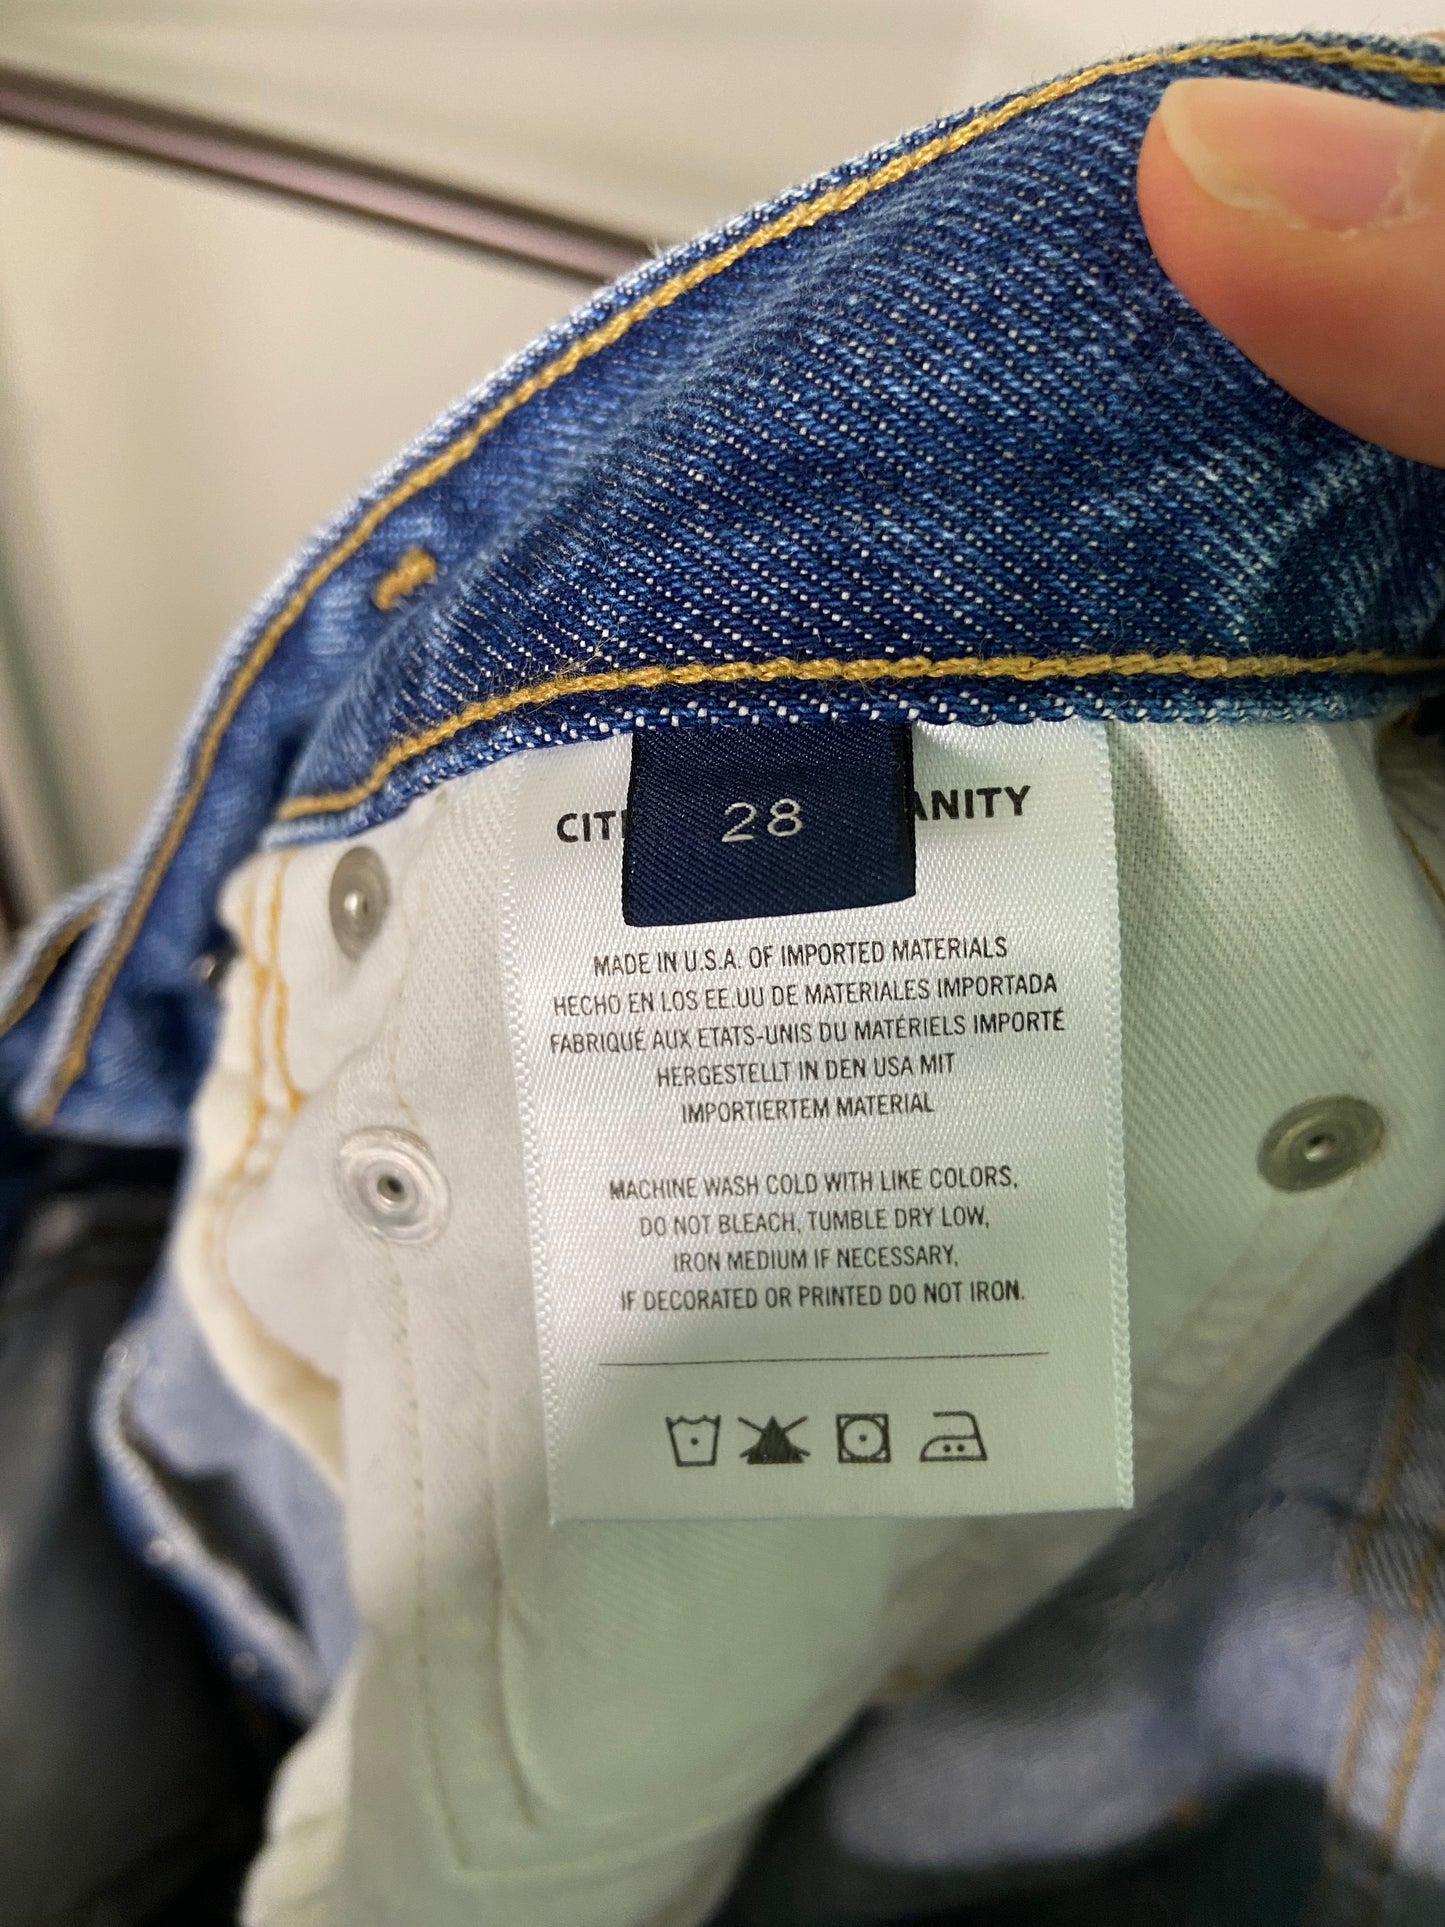 CITI
28
ANITY
MADE IN U.S.A. OF IMPORTED MATERIALS
HECHO EN LOS EE.UU DE MATERIALES IMPORTADA
FABRIQUÉ AUX ETATS-UNIS DU MATÉRIELS IMPORTÉ
HERGESTELLT IN DEN USA MIT
IMPORTIERTEM MATERIAL
MACHINE WASH COLD WITH LIKE COLORS,
DO NOT BLEACH, TUMBLE DRY LOW,
IRON MEDIUM IF NECESSARY,
IF DECORATED OR PRINTED DO NOT IRON.